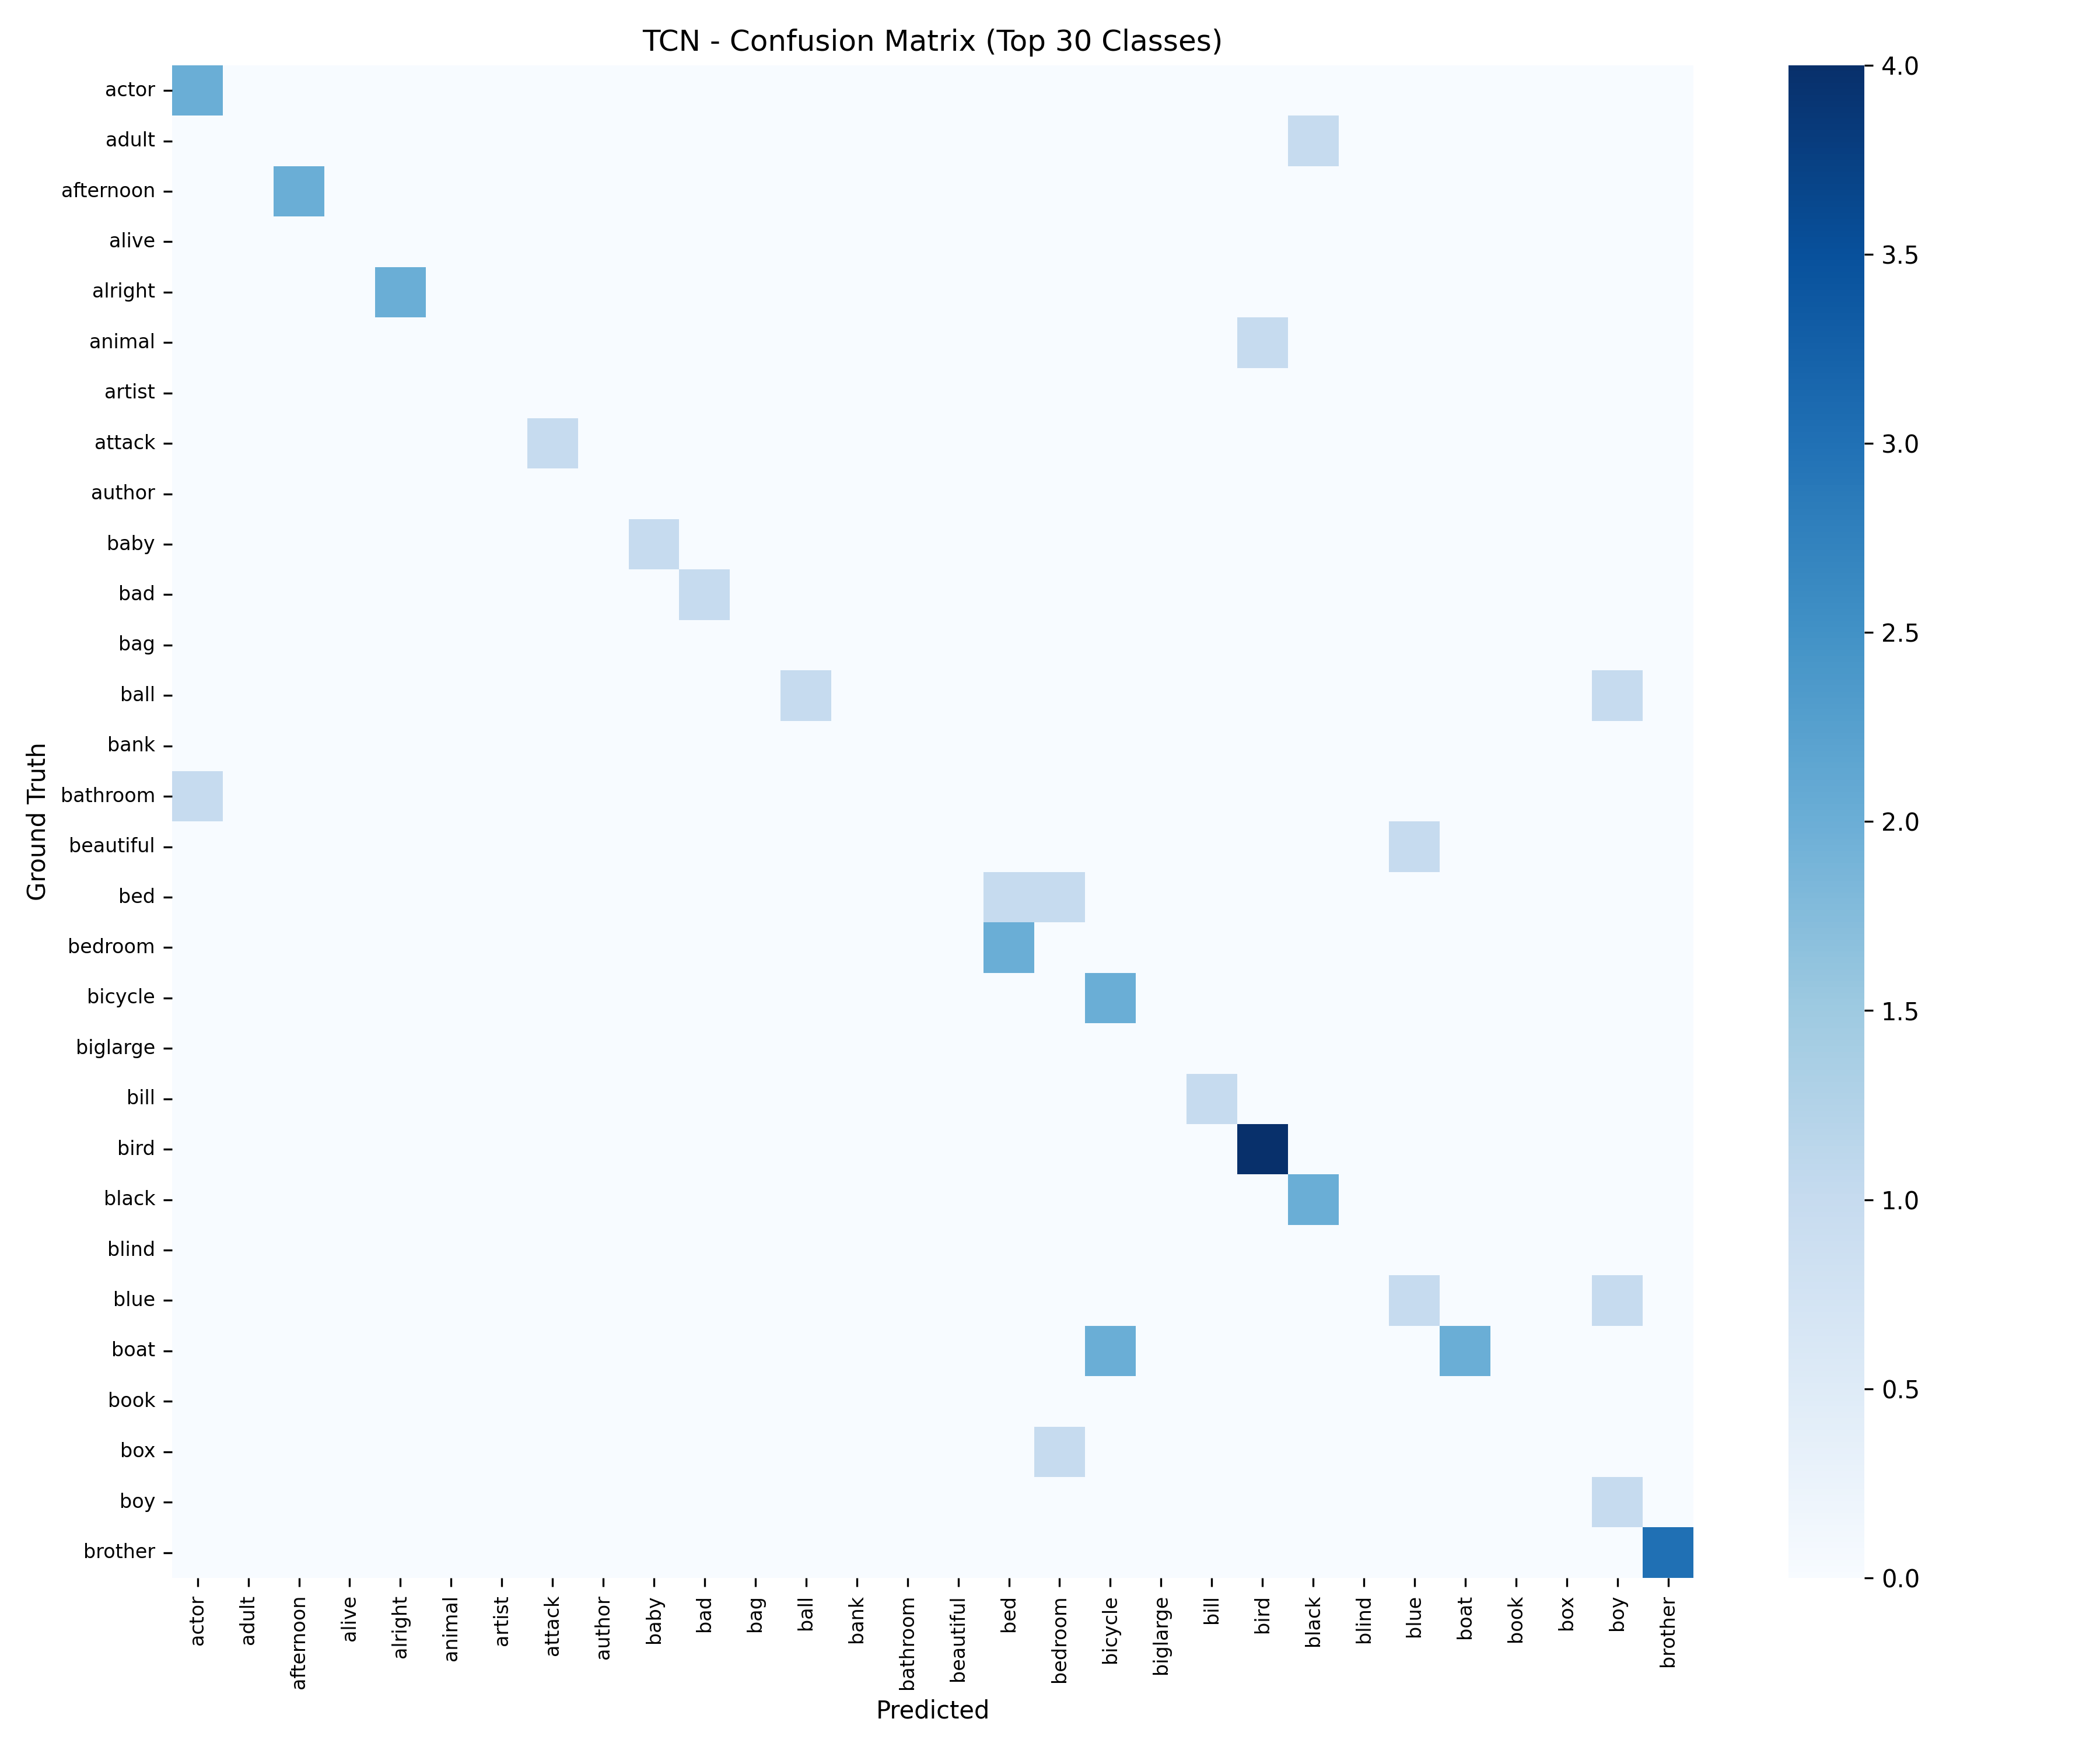 TCN - Confusion Matrix (Top 30 Classes)
Ground Truth
actor
adult
afternoon
alive
alright
animal
artist
attack
author
baby
bad
bag
ball
bank
bathroom
beautiful
bed
bedroom
bicycle
biglarge
bill
bird
black
blind
blue
boat
book
box
boy
brother
actor
adult
afternoon
alive
alright
animal
artist
attack
author
baby
bad
bag
ball
bank
bathroom
beautiful
bed
bedroom
bicycle
biglarge
bill
bird
black
blind
blue
boat
book
box
boy
brother
Predicted
4.0
3.5
3.0
2.5
2.0
1.5
1.0
0.5
0.0